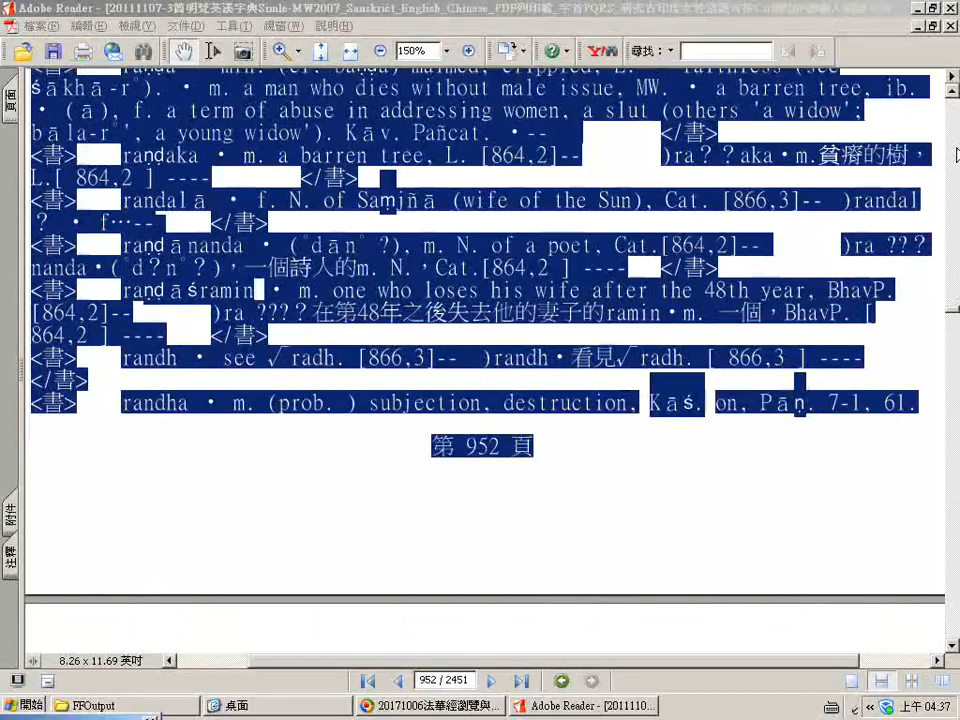 Adobe Reader - [20111107-3篇明梵英漢字典Simle-MW2007_Sanskrit_English_Chinese_PDF
檔案(F) 編輯(E) 檢視(V) 文件(D) 工具(T) 視窗(W) 說明(H)
150% 尋找:
śākhā-r°). · m. a man who dies without male issue, MW. · a barren tree, ib.
· (ā), f. a term of abuse in addressing women, a slut (others 'a widow';
bāla-r°', a young widow'). Kāv. Pañcat. ·-- </書>
<書> raṇḍaka · m. a barren tree, L. [864,2]-- )ra??aka·m.貧瘠的樹,
L.[ 864,2 ] ---- </書>
<書> randalā · f. N. of Saṃjñā (wife of the Sun), Cat. [866,3]-- )randal
? · f…-- </書>
<書> raṇḍānanda · (°dān°?), m. N. of a poet, Cat.[864,2]-- )ra ???
nanda·(°d?n°?),一個詩人的m. N.,Cat.[864,2 ] ---- </書>
<書> raṇḍāśramin · m. one who loses his wife after the 48th year, BhavP.
[864,2]-- )ra ????在第48年之後失去他的妻子的ramin·m. 一個,BhavP. [
864,2 ] ---- </書>
<書> randh · see √radh. [866,3]-- )randh·看見√radh. [ 866,3 ] ----
</書>
<書> randha · m. (prob. ) subjection, destruction, Kāś. on, Pāṇ. 7-1, 61.
第 952 頁
頁面
附件
注釋
8.26 x 11.69 英吋
952 / 2451
開始 FFOutput 桌面 20171006法華經瀏覽與... Adobe Reader - [2011110... 上午 04:37